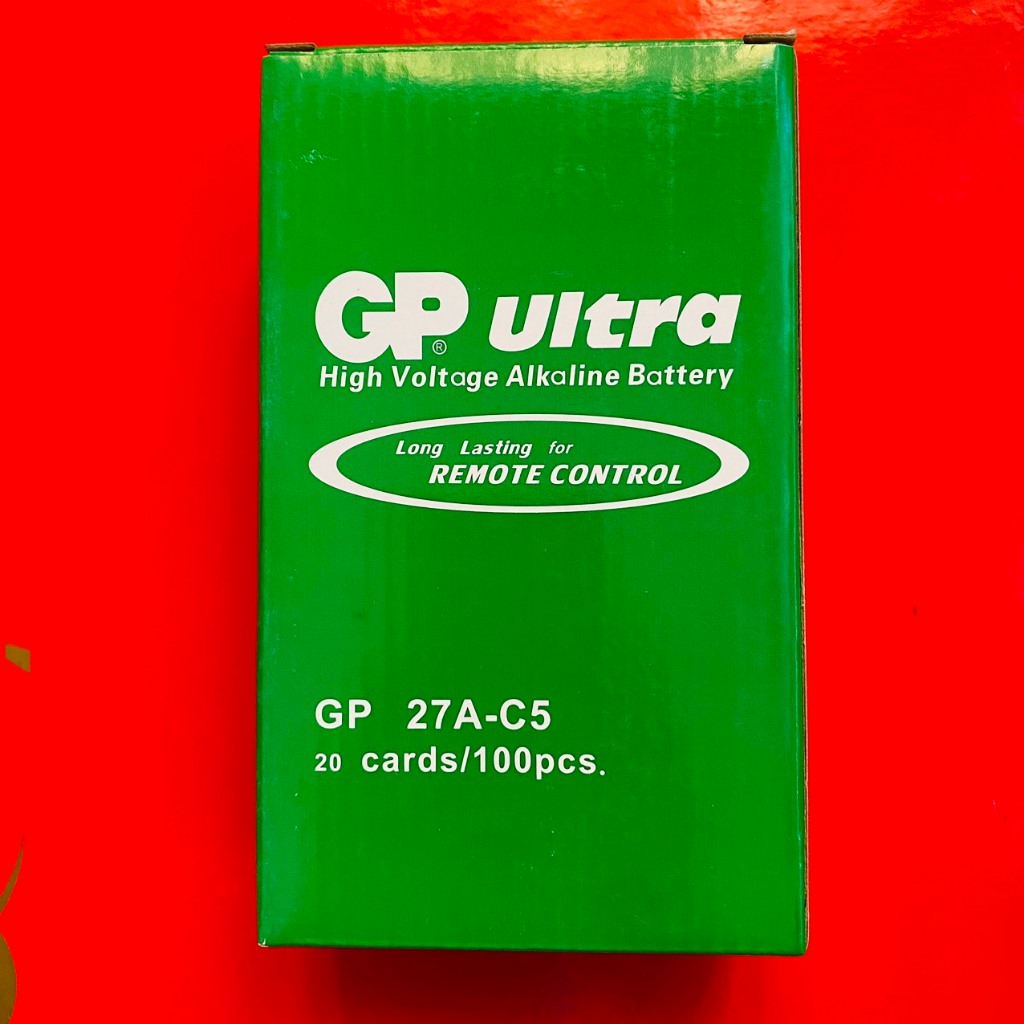 GP® Ultra
High Voltage Alkaline Battery
Long Lasting for
REMOTE CONTROL
GP 27A-C5
20 cards/100pcs.